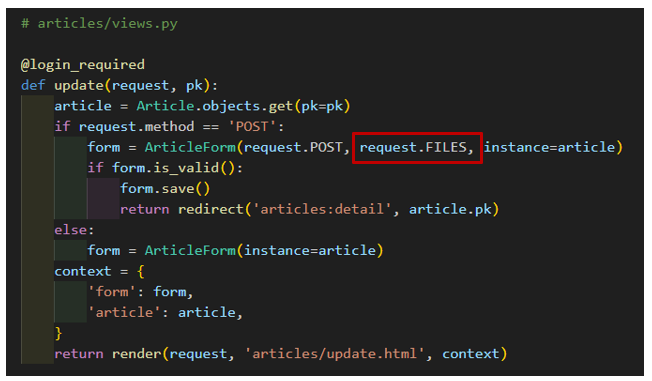 # articles/views.py
@login_required
def update(request, pk):
    article = Article.objects.get(pk=pk)
    if request.method == 'POST':
        form = ArticleForm(request.POST, request.FILES, instance=article)
        if form.is_valid():
            form.save()
            return redirect('articles:detail', article.pk)
    else:
        form = ArticleForm(instance=article)
    context = {
        'form': form,
        'article': article,
    }
    return render(request, 'articles/update.html', context)